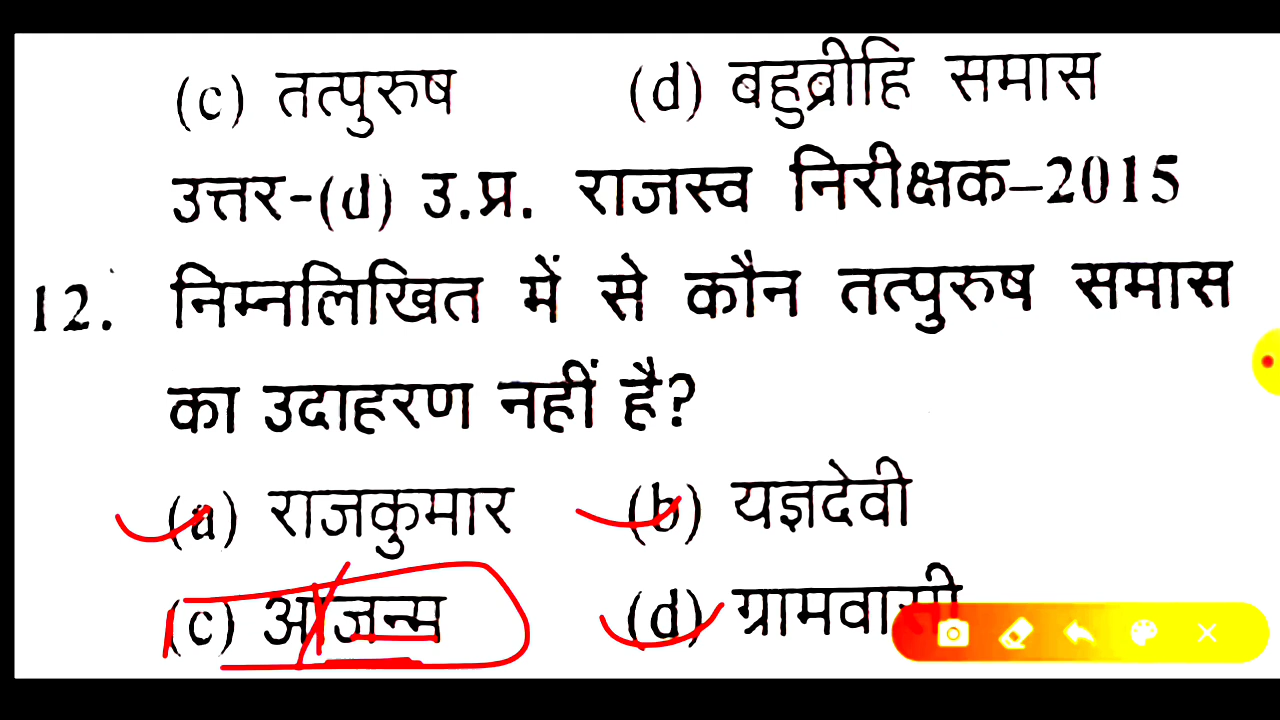 (c) तत्पुरुष (d) बहुव्रीहि समास
उत्तर-(d) उ.प्र. राजस्व निरीक्षक–2015
12. निम्नलिखित में से कौन तत्पुरुष समास
का उदाहरण नहीं है?
(a) राजकुमार (b) यज्ञदेवी
(c) आजन्म (d) ग्रामवासी